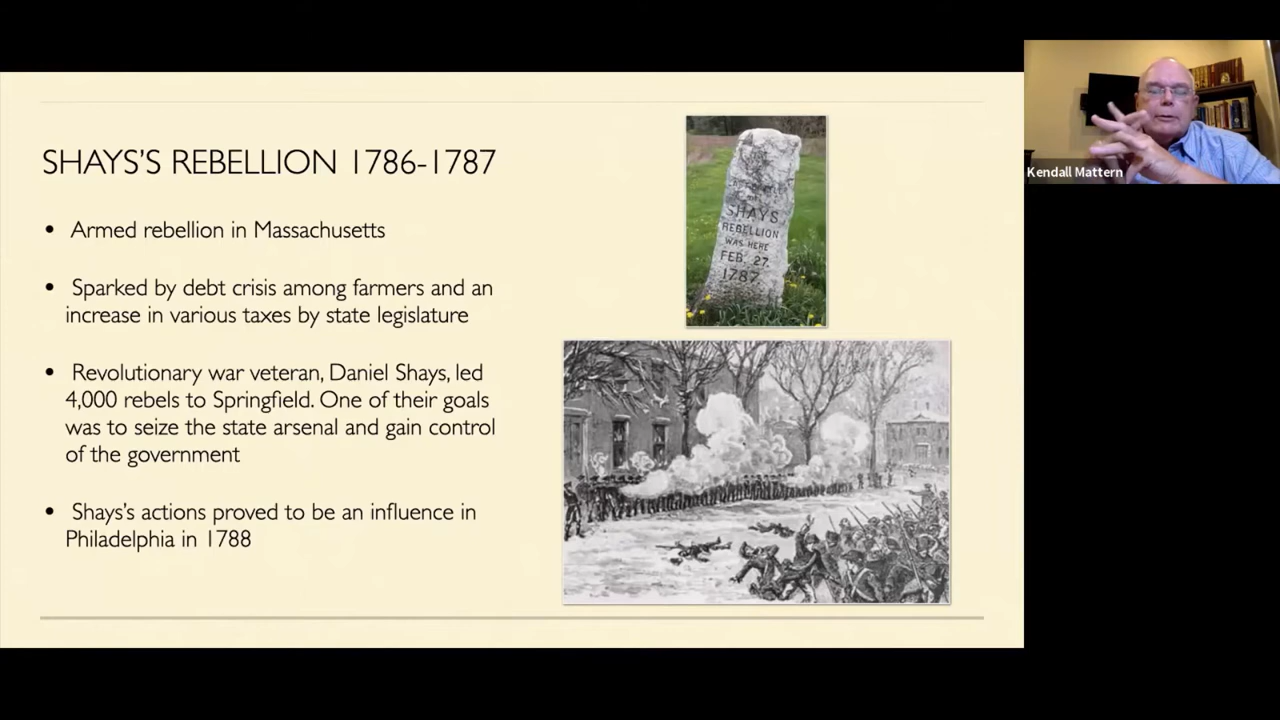 SHAYS'S REBELLION 1786-1787
• Armed rebellion in Massachusetts
• Sparked by debt crisis among farmers and an
increase in various taxes by state legislature
• Revolutionary war veteran, Daniel Shays, led
4,000 rebels to Springfield. One of their goals
was to seize the state arsenal and gain control
of the government
• Shays's actions proved to be an influence in
Philadelphia in 1788
SHAYS
REBELLION
WAS HERE
FEB. 27.
1787
Kendall Mattern